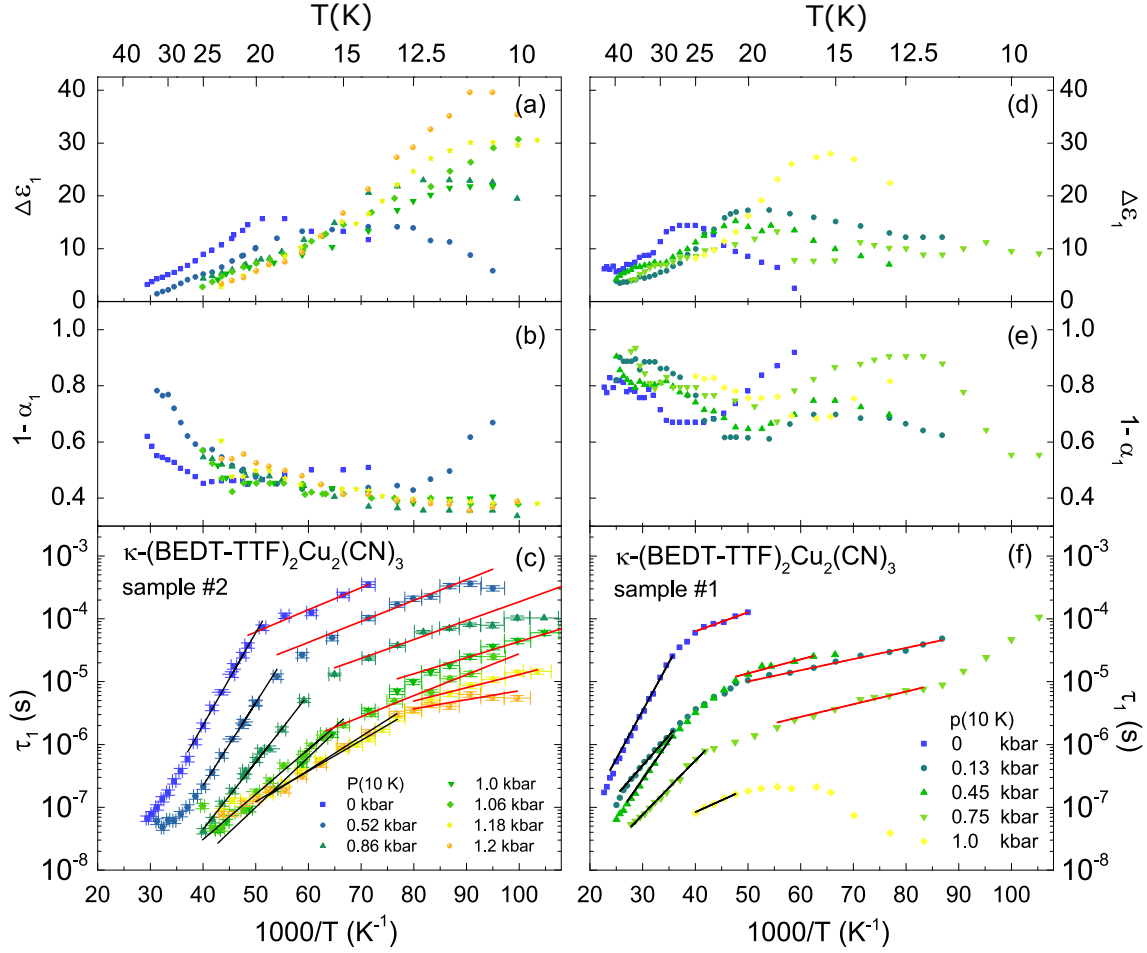 T(K)
T(K)
40 30 25 20 15 12.5 10
40 30 25 20 15 12.5 10
(a)
40
30
20
10
0
Δε1
(d)
40
30
20
10
0
Δε1
(b)
1.0
0.8
0.6
0.4
1-α1
(e)
1.0
0.8
0.6
0.4
1-α1
κ-(BEDT-TTF)2Cu2(CN)3
(c)
sample #2
10-3
10-4
10-5
10-6
10-7
10-8
τ1 (s)
P(10 K)
0 kbar
0.52 kbar
0.86 kbar
1.0 kbar
1.06 kbar
1.18 kbar
1.2 kbar
20 30 40 50 60 70 80 90 100
1000/T (K-1)
κ-(BEDT-TTF)2Cu2(CN)3
(f)
sample #1
10-3
10-4
10-5
10-6
10-7
10-8
τ1 (s)
p(10 K)
0 kbar
0.13 kbar
0.45 kbar
0.75 kbar
1.0 kbar
20 30 40 50 60 70 80 90 100
1000/T (K-1)